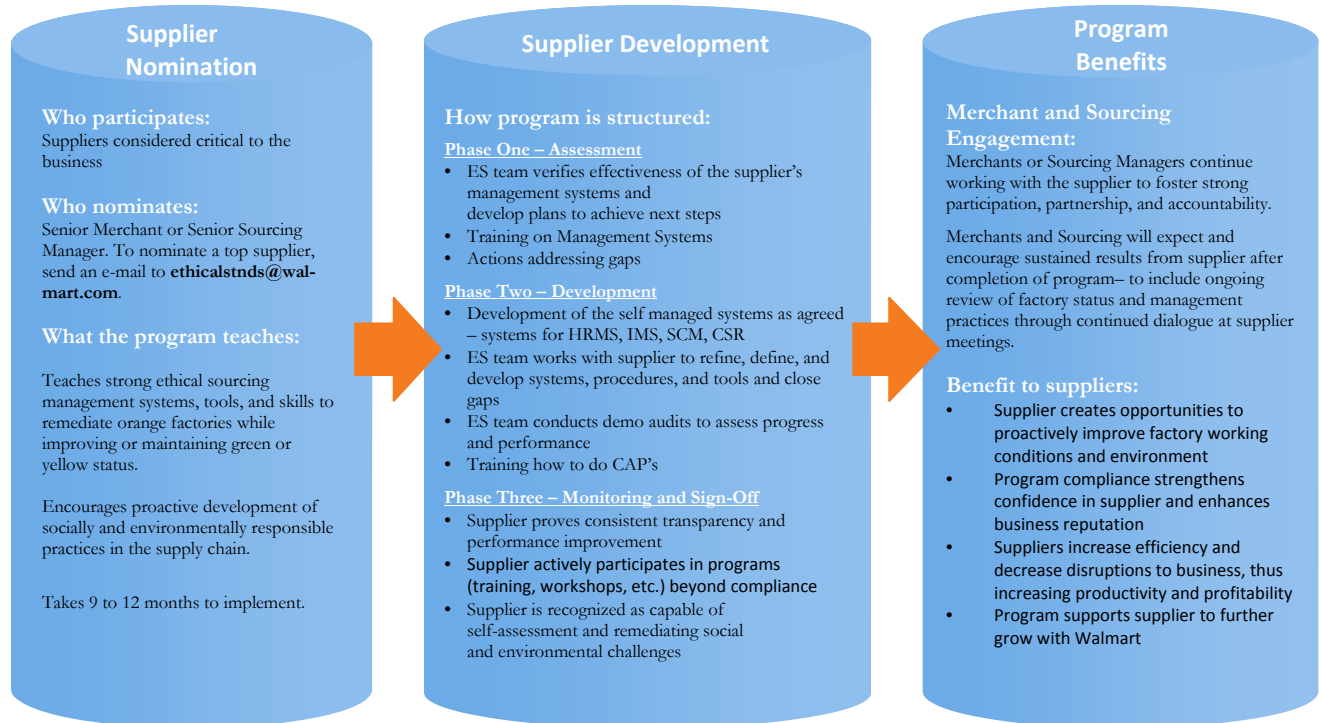 Supplier
Nomination
Who participates:
Suppliers considered critical to the
business
Who nominates:
Senior Merchant or Senior Sourcing
Manager. To nominate a top supplier,
send an e-mail to ethicalstnds@wal-
mart.com.
What the program teaches:
Teaches strong ethical sourcing
management systems, tools, and skills to
remediate orange factories while
improving or maintaining green or
yellow status.
Encourages proactive development of
socially and environmentally responsible
practices in the supply chain.
Takes 9 to 12 months to implement.
Supplier Development
How program is structured:
Phase One – Assessment
• ES team verifies effectiveness of the supplier's
management systems and
develop plans to achieve next steps
• Training on Management Systems
• Actions addressing gaps
Phase Two – Development
• Development of the self managed systems as agreed
– systems for HRMS, IMS, SCM, CSR
• ES team works with supplier to refine, define, and
develop systems, procedures, and tools and close
gaps
• ES team conducts demo audits to assess progress
and performance
• Training how to do CAP's
Phase Three – Monitoring and Sign-Off
• Supplier proves consistent transparency and
performance improvement
• Supplier actively participates in programs
(training, workshops, etc.) beyond compliance
• Supplier is recognized as capable of
self-assessment and remediating social
and environmental challenges
Program
Benefits
Merchant and Sourcing
Engagement:
Merchants or Sourcing Managers continue
working with the supplier to foster strong
participation, partnership, and accountability.
Merchants and Sourcing will expect and
encourage sustained results from supplier after
completion of program– to include ongoing
review of factory status and management
practices through continued dialogue at supplier
meetings.
Benefit to suppliers:
• Supplier creates opportunities to
proactively improve factory working
conditions and environment
• Program compliance strengthens
confidence in supplier and enhances
business reputation
• Suppliers increase efficiency and
decrease disruptions to business, thus
increasing productivity and profitability
• Program supports supplier to further
grow with Walmart